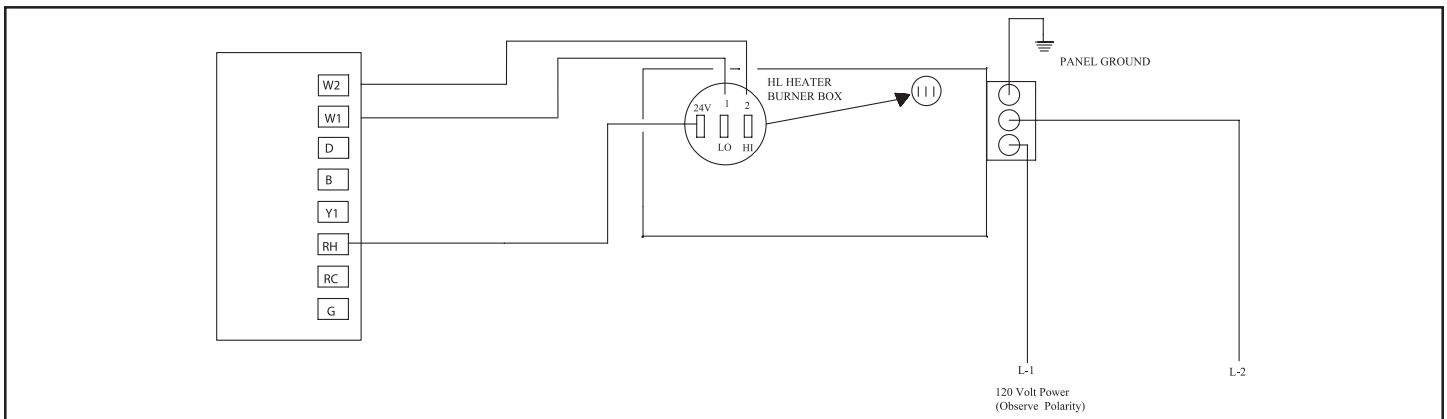 W2
W1
D
B
Y1
RH
RC
G
24V
1
2
LO
HI
HL HEATER
BURNER BOX
PANEL GROUND
L-1
L-2
120 Volt Power
(Observe Polarity)